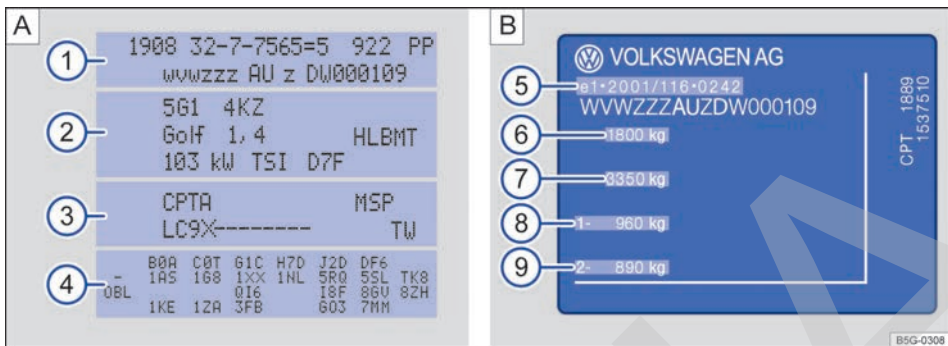 A
1
1908 32-7-7565=5 922 PP
wvwzzz AU z DW000109
2
5G1 4KZ
Golf 1,4 HLBMT
103 kW TSI D7F
3
CPTA MSP
LC9X-------- TW
4
B0A C0T G1C H7D J2D DF6
- 1AS 1G8 1XX 1NL 5RQ 5SL TK8
0BL QI6 I8F 8GV 8ZH
1KE 1ZA 3FB G03 7MM
B
VOLKSWAGEN AG
5
e1•2001/116•0242
WVWZZZAUZDW000109
6
1800 kg
7
3350 kg
8
1- 960 kg
9
2- 890 kg
CPT 1889
1537510
B5G-0308